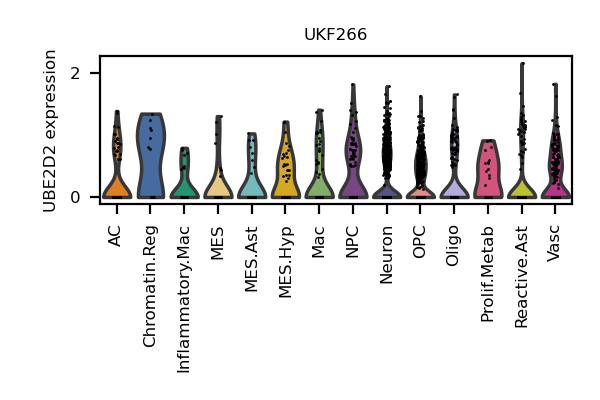 UKF266
UBE2D2 expression
2
0
AC
Chromatin.Reg
Inflammatory.Mac
MES
MES.Ast
MES.Hyp
Mac
NPC
Neuron
OPC
Oligo
Prolif.Metab
Reactive.Ast
Vasc